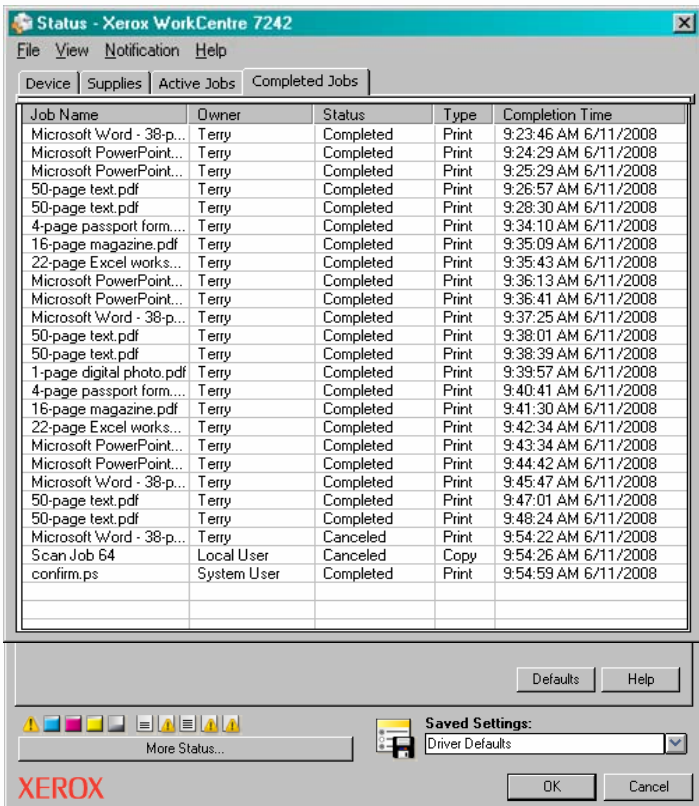 Status - Xerox WorkCentre 7242
File View Notification Help
Device Supplies Active Jobs Completed Jobs
Job Name Owner Status Type Completion Time
Microsoft Word - 38-p... Terry Completed Print 9:23:46 AM 6/11/2008
Microsoft PowerPoint... Terry Completed Print 9:24:29 AM 6/11/2008
Microsoft PowerPoint... Terry Completed Print 9:25:29 AM 6/11/2008
50-page text.pdf Terry Completed Print 9:26:57 AM 6/11/2008
50-page text.pdf Terry Completed Print 9:28:30 AM 6/11/2008
4-page passport form.... Terry Completed Print 9:34:10 AM 6/11/2008
16-page magazine.pdf Terry Completed Print 9:35:09 AM 6/11/2008
22-page Excel works... Terry Completed Print 9:35:43 AM 6/11/2008
Microsoft PowerPoint... Terry Completed Print 9:36:13 AM 6/11/2008
Microsoft PowerPoint... Terry Completed Print 9:36:41 AM 6/11/2008
Microsoft Word - 38-p... Terry Completed Print 9:37:25 AM 6/11/2008
50-page text.pdf Terry Completed Print 9:38:01 AM 6/11/2008
50-page text.pdf Terry Completed Print 9:38:39 AM 6/11/2008
1-page digital photo.pdf Terry Completed Print 9:39:57 AM 6/11/2008
4-page passport form.... Terry Completed Print 9:40:41 AM 6/11/2008
16-page magazine.pdf Terry Completed Print 9:41:30 AM 6/11/2008
22-page Excel works... Terry Completed Print 9:42:34 AM 6/11/2008
Microsoft PowerPoint... Terry Completed Print 9:43:34 AM 6/11/2008
Microsoft PowerPoint... Terry Completed Print 9:44:42 AM 6/11/2008
Microsoft Word - 38-p... Terry Completed Print 9:45:47 AM 6/11/2008
50-page text.pdf Terry Completed Print 9:47:01 AM 6/11/2008
50-page text.pdf Terry Completed Print 9:48:24 AM 6/11/2008
Microsoft Word - 38-p... Terry Canceled Print 9:54:22 AM 6/11/2008
Scan Job 64 Local User Canceled Copy 9:54:26 AM 6/11/2008
confirm.ps System User Completed Print 9:54:59 AM 6/11/2008
Defaults Help
Saved Settings:
More Status... Driver Defaults
XEROX OK Cancel